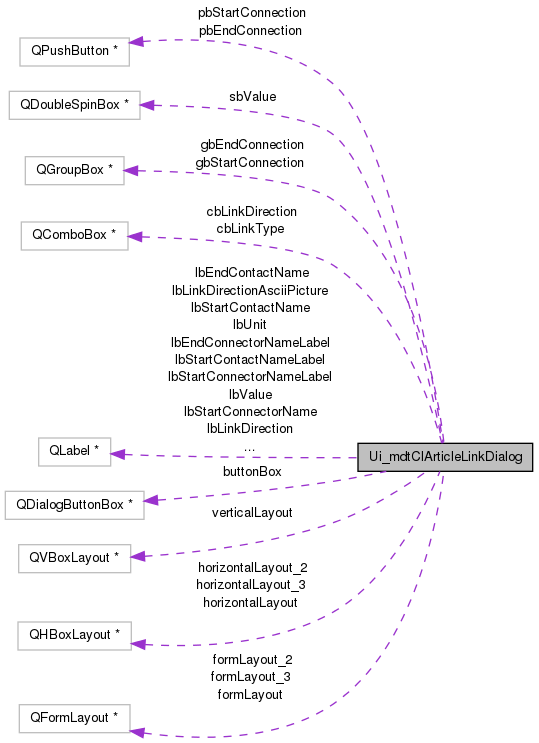 pbStartConnection
pbEndConnection
QPushButton *
sbValue
QDoubleSpinBox *
gbEndConnection
gbStartConnection
QGroupBox *
cbLinkDirection
cbLinkType
QComboBox *
lbEndContactName
lbLinkDirectionAsciiPicture
lbStartContactName
lbUnit
lbEndConnectorNameLabel
lbStartContactNameLabel
lbStartConnectorNameLabel
lbValue
lbStartConnectorName
lbLinkDirection
...
QLabel *
Ui_mdtClArticleLinkDialog
buttonBox
QDialogButtonBox *
verticalLayout
QVBoxLayout *
horizontalLayout_2
horizontalLayout_3
horizontalLayout
QHBoxLayout *
formLayout_2
formLayout_3
formLayout
QFormLayout *